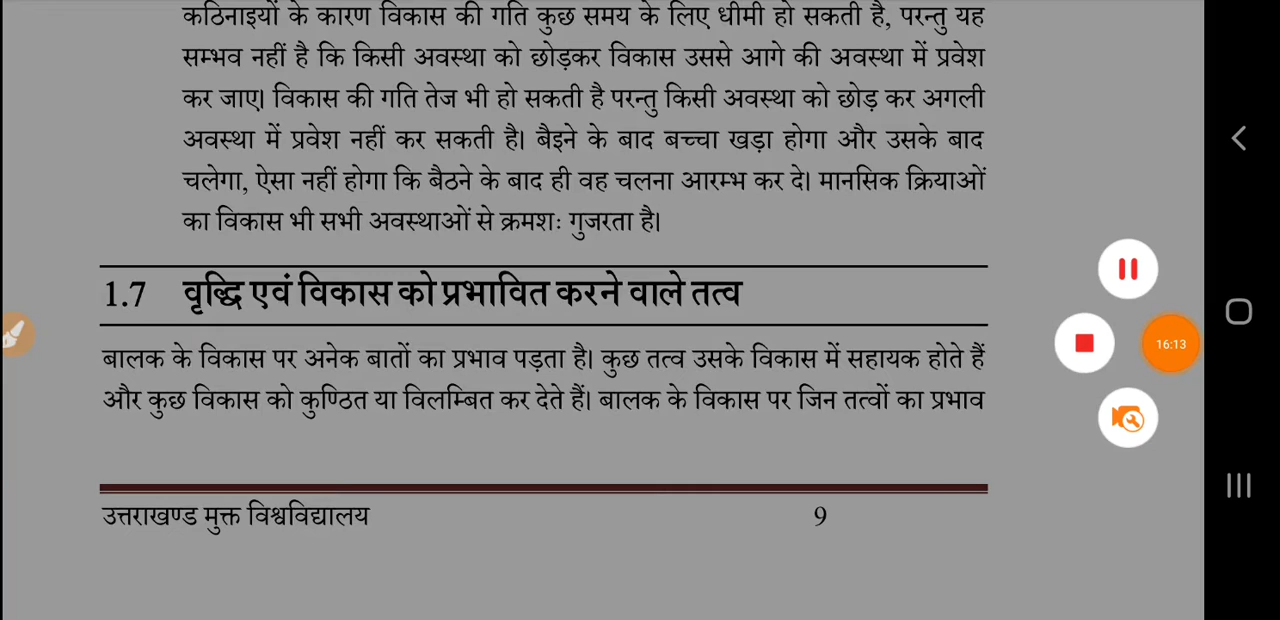 कठिनाइयों के कारण विकास की गति कुछ समय के लिए धीमी हो सकती है, परन्तु यह
सम्भव नहीं है कि किसी अवस्था को छोड़कर विकास उससे आगे की अवस्था में प्रवेश
कर जाए। विकास की गति तेज भी हो सकती है परन्तु किसी अवस्था को छोड़ कर अगली
अवस्था में प्रवेश नहीं कर सकती है। बैइने के बाद बच्चा खड़ा होगा और उसके बाद
चलेगा, ऐसा नहीं होगा कि बैठने के बाद ही वह चलना आरम्भ कर दे। मानसिक क्रियाओं
का विकास भी सभी अवस्थाओं से क्रमशः गुजरता है।
1.7 वृद्धि एवं विकास को प्रभावित करने वाले तत्व
बालक के विकास पर अनेक बातों का प्रभाव पड़ता है। कुछ तत्व उसके विकास में सहायक होते हैं
और कुछ विकास को कुण्ठित या विलम्बित कर देते हैं। बालक के विकास पर जिन तत्वों का प्रभाव
उत्तराखण्ड मुक्त विश्वविद्यालय 9
16:13